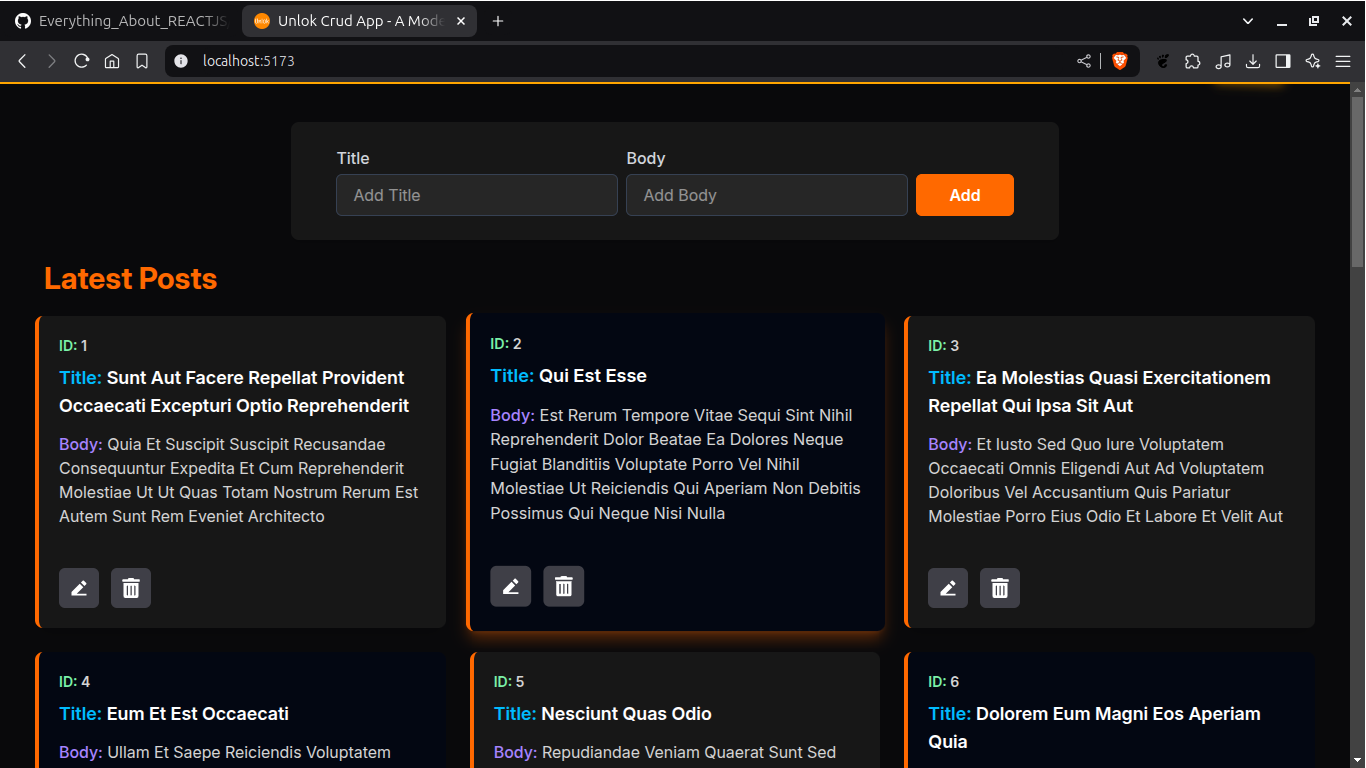 Everything_About_REACTJS
Unlok Crud App - A Mode
localhost:5173
Title
Body
Add Title
Add Body
Add
Latest Posts
ID: 1
Title: Sunt Aut Facere Repellat Provident
Occaecati Excepturi Optio Reprehenderit
Body: Quia Et Suscipit Suscipit Recusandae
Consequuntur Expedita Et Cum Reprehenderit
Molestiae Ut Ut Quas Totam Nostrum Rerum Est
Autem Sunt Rem Eveniet Architecto
ID: 2
Title: Qui Est Esse
Body: Est Rerum Tempore Vitae Sequi Sint Nihil
Reprehenderit Dolor Beatae Ea Dolores Neque
Fugiat Blanditiis Voluptate Porro Vel Nihil
Molestiae Ut Reiciendis Qui Aperiam Non Debitis
Possimus Qui Neque Nisi Nulla
ID: 3
Title: Ea Molestias Quasi Exercitationem
Repellat Qui Ipsa Sit Aut
Body: Et Iusto Sed Quo Iure Voluptatem
Occaecati Omnis Eligendi Aut Ad Voluptatem
Doloribus Vel Accusantium Quis Pariatur
Molestiae Porro Eius Odio Et Labore Et Velit Aut
ID: 4
Title: Eum Et Est Occaecati
Body: Ullam Et Saepe Reiciendis Voluptatem
ID: 5
Title: Nesciunt Quas Odio
Body: Repudiandae Veniam Quaerat Sunt Sed
ID: 6
Title: Dolorem Eum Magni Eos Aperiam
Quia